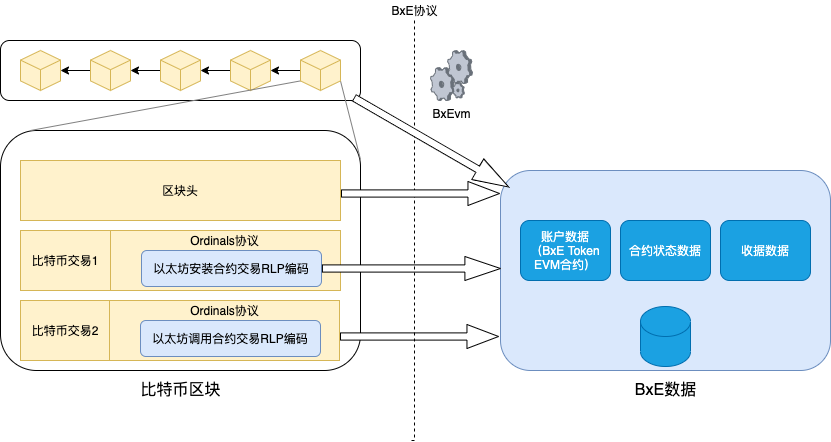 BxE协议
BxEvm
区块头
比特币交易1
Ordinals协议
以太坊安装合约交易RLP编码
比特币交易2
Ordinals协议
以太坊调用合约交易RLP编码
比特币区块
账户数据
（BxE Token
EVM合约）
合约状态数据
收据数据
BxE数据